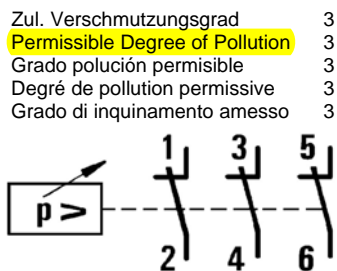 Zul. Verschmutzungsgrad 3
Permissible Degree of Pollution 3
Grado polución permisible 3
Degré de pollution permissive 3
Grado di inquinamento amesso 3
1 3 5
p >
2 4 6